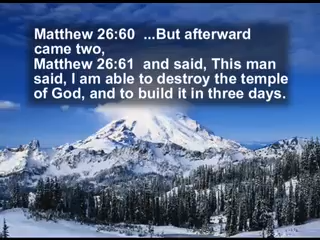 Matthew 26:60  ...But afterward
came two,
Matthew 26:61  and said, This man
said, I am able to destroy the temple
of God, and to build it in three days.